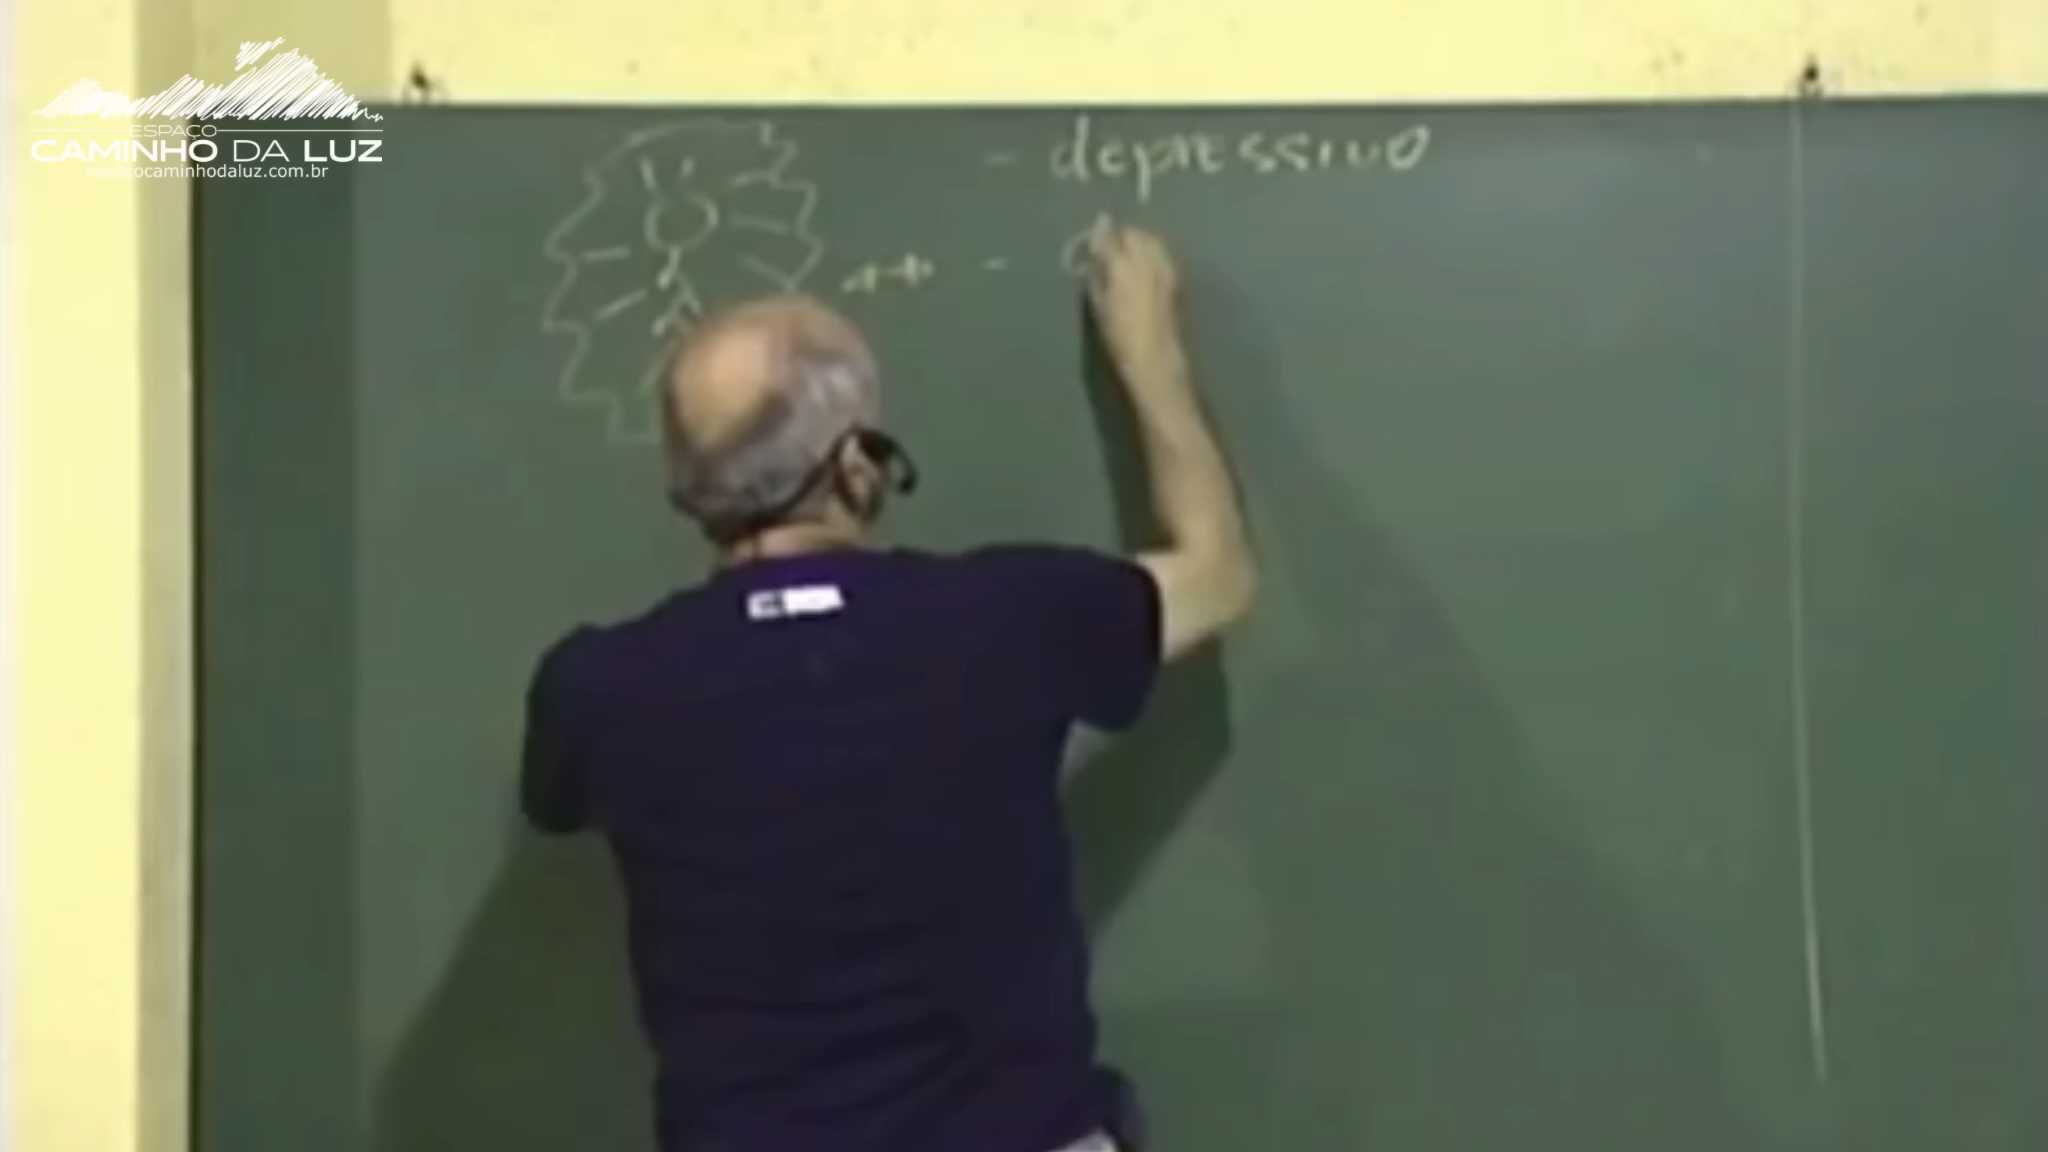 ESPAÇO
CAMINHO DA LUZ
espacocaminhodaluz.com.br
- depressivo
++ -